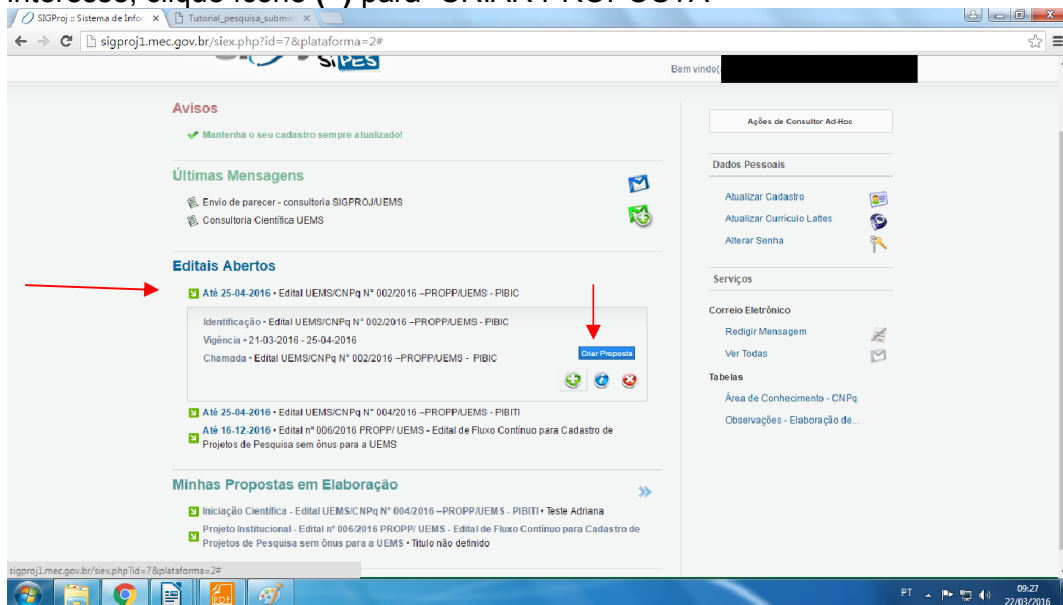 interesse, clique ícone (+) para "CRIAR PROPOSTA"
SIGProj :: Sistema de Infor
Tutorial_pesquisa_submis
sigproj1.mec.gov.br/siex.php?id=7&plataforma=2#
SiPES
Bem vindo(
Avisos
Mantenha o seu cadastro sempre atualizado!
Últimas Mensagens
Envio de parecer - consultoria SIGPROJ/UEMS
Consultoria Científica UEMS
Editais Abertos
Até 25-04-2016 • Edital UEMS/CNPq N° 002/2016 –PROPP/UEMS - PIBIC
Identificação • Edital UEMS/CNPq N° 002/2016 –PROPP/UEMS - PIBIC
Vigência • 21-03-2016 - 25-04-2016
Chamada • Edital UEMS/CNPq N° 002/2016 –PROPP/UEMS - PIBIC
Criar Proposta
Até 25-04-2016 • Edital UEMS/CNPq N° 004/2016 –PROPP/UEMS - PIBITI
Até 16-12-2016 • Edital nº 006/2016 PROPP/ UEMS - Edital de Fluxo Contínuo para Cadastro de
Projetos de Pesquisa sem ônus para a UEMS
Minhas Propostas em Elaboração
Iniciação Científica - Edital UEMS/CNPq N° 004/2016 –PROPP/UEMS - PIBITI • Teste Adriana
Projeto Institucional - Edital nº 006/2016 PROPP/ UEMS - Edital de Fluxo Contínuo para Cadastro de
Projetos de Pesquisa sem ônus para a UEMS • Titulo não definido
Ações de Consultor Ad-Hoc
Dados Pessoais
Atualizar Cadastro
Atualizar Currículo Lattes
Alterar Senha
Serviços
Correio Eletrônico
Redigir Mensagem
Ver Todas
Tabelas
Área de Conhecimento - CNPq
Observações - Elaboração de...
sigproj1.mec.gov.br/siex.php?id=7&plataforma=2#
PDF
PT
09:27
22/03/2016